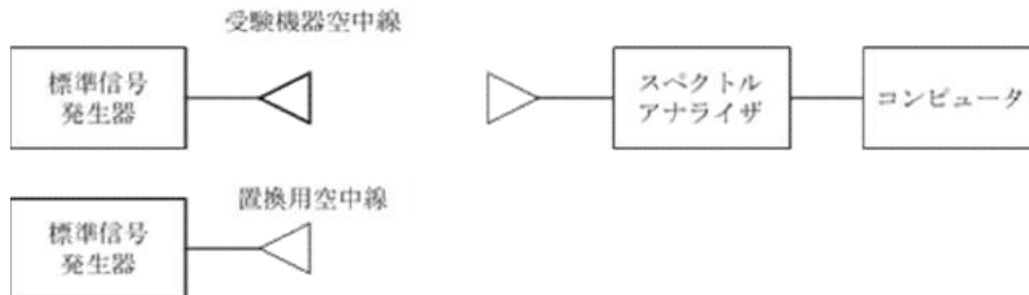 受験機器空中線
標準信号
発生器
スペクトル
アナライザ
コンピュータ
置換用空中線
標準信号
発生器